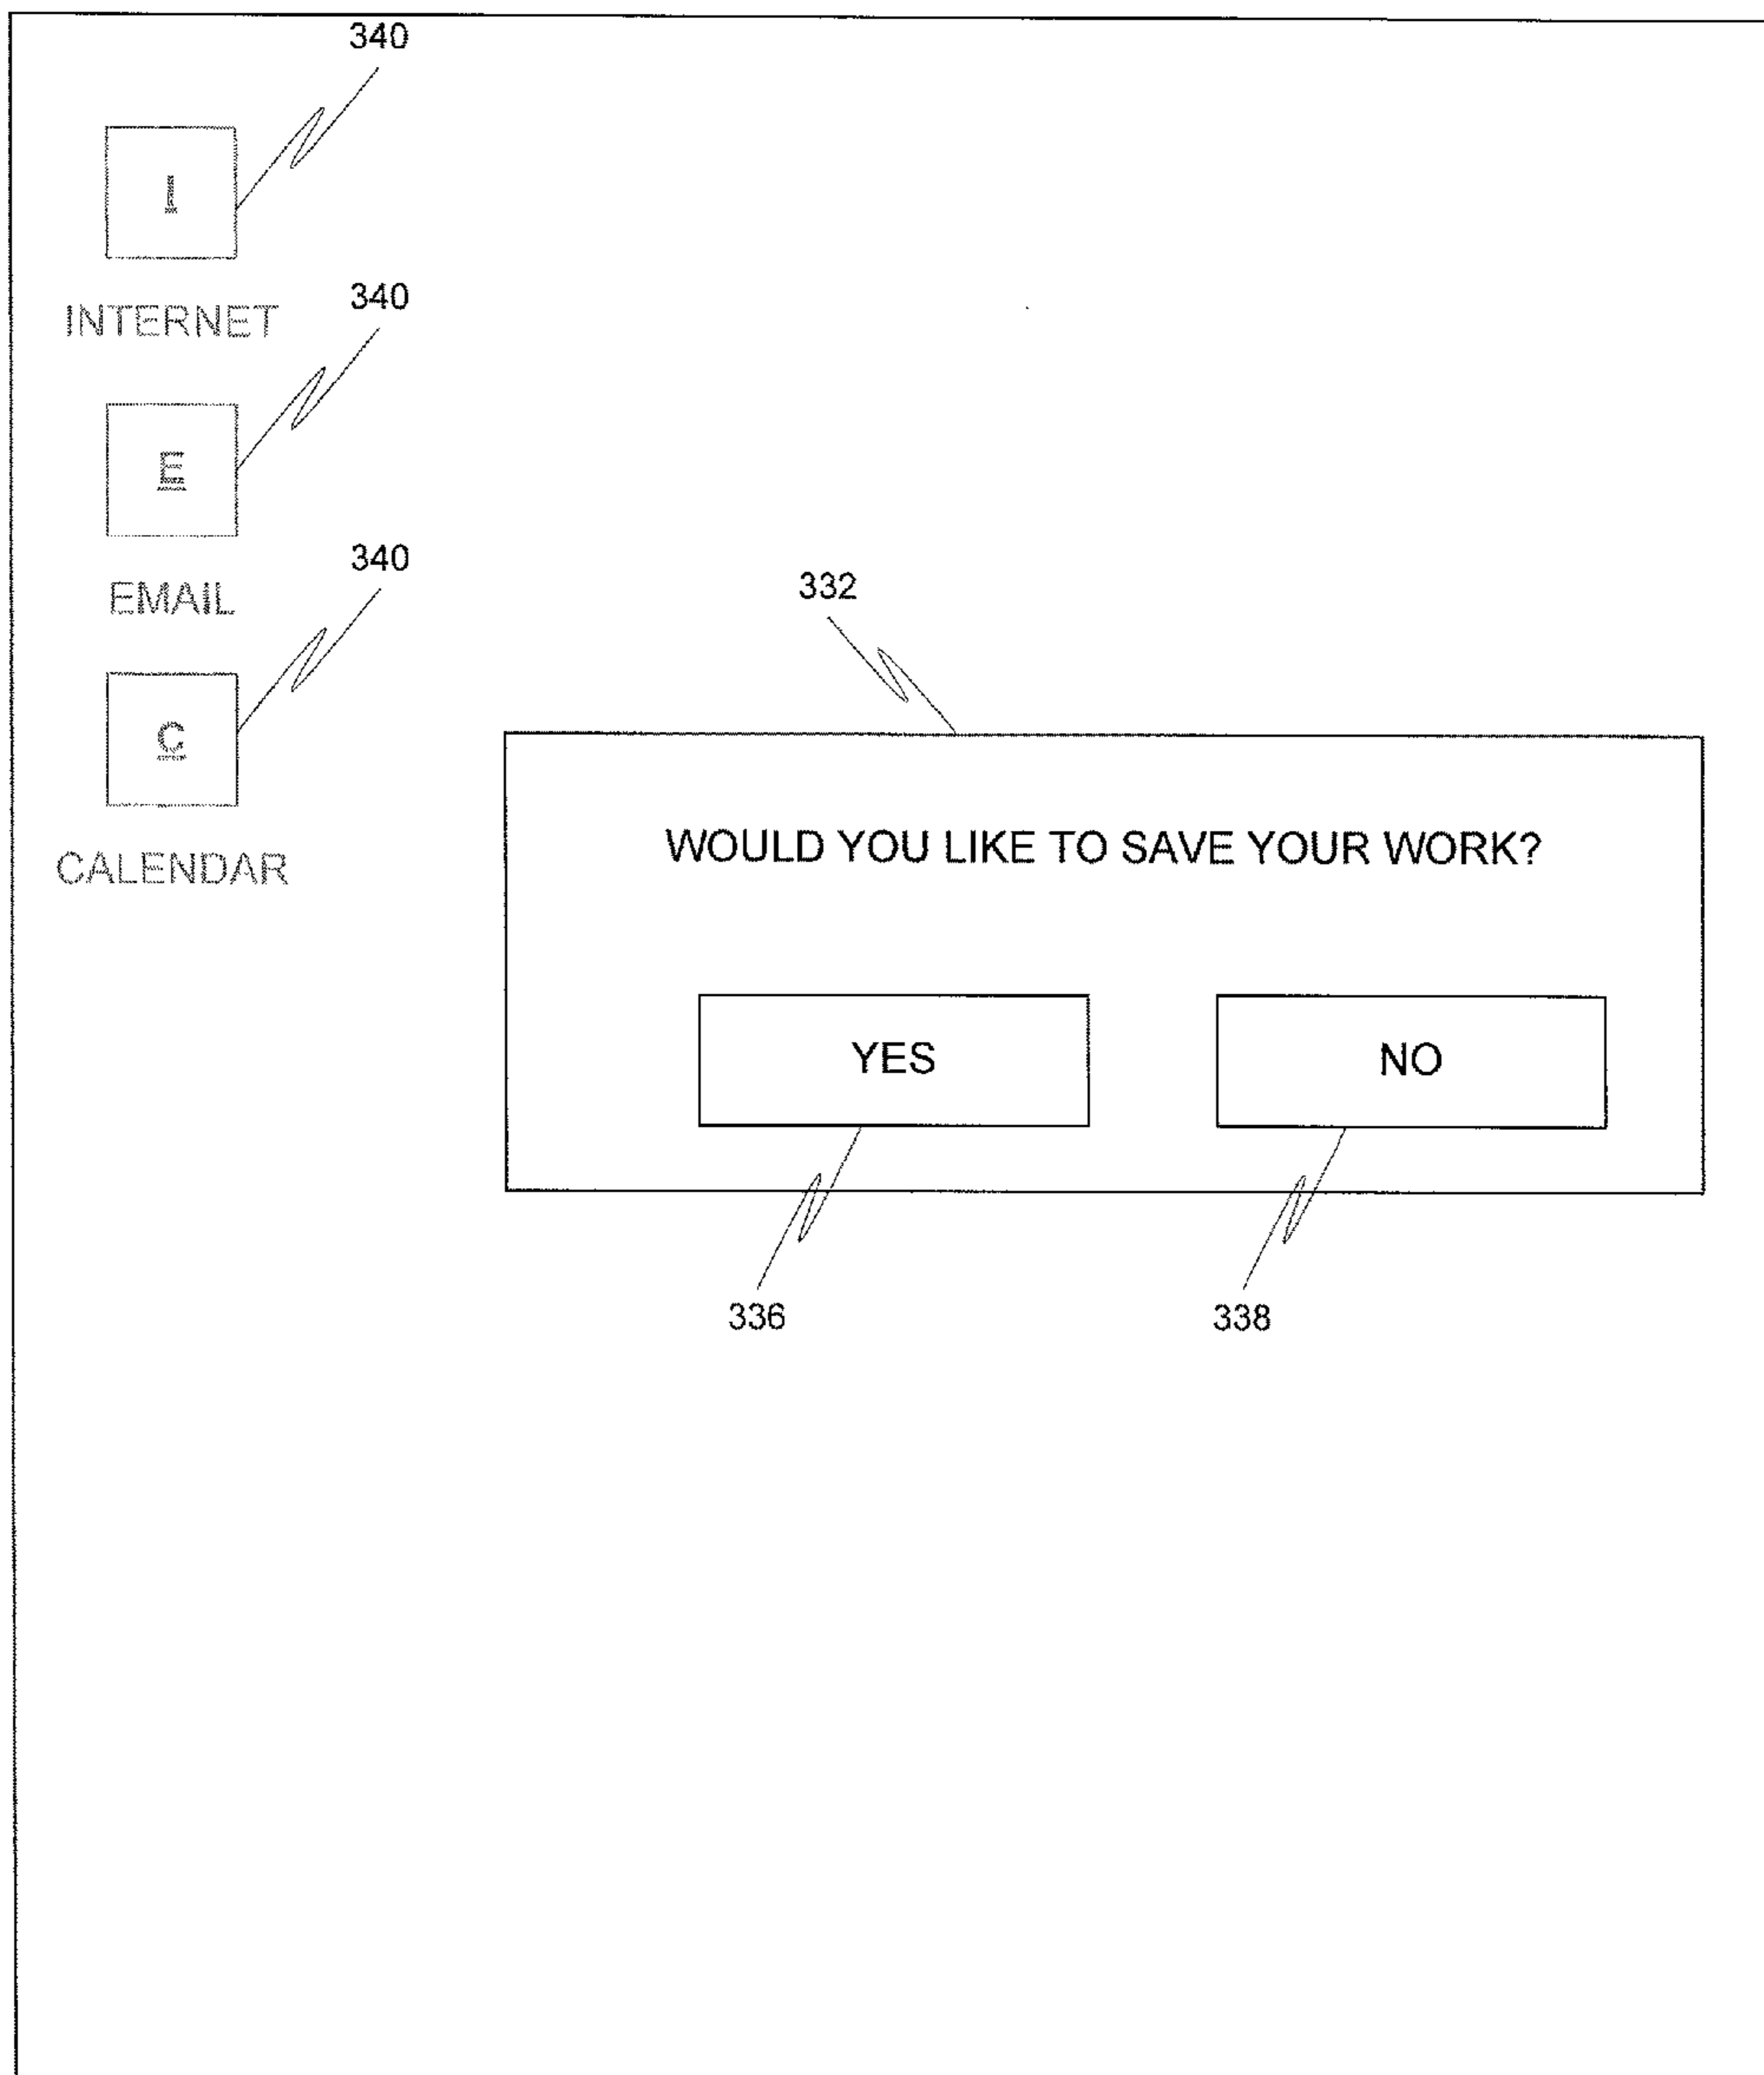 340
I
INTERNET
340
E
EMAIL
340
C
CALENDAR
332
WOULD YOU LIKE TO SAVE YOUR WORK?
YES
NO
336
338